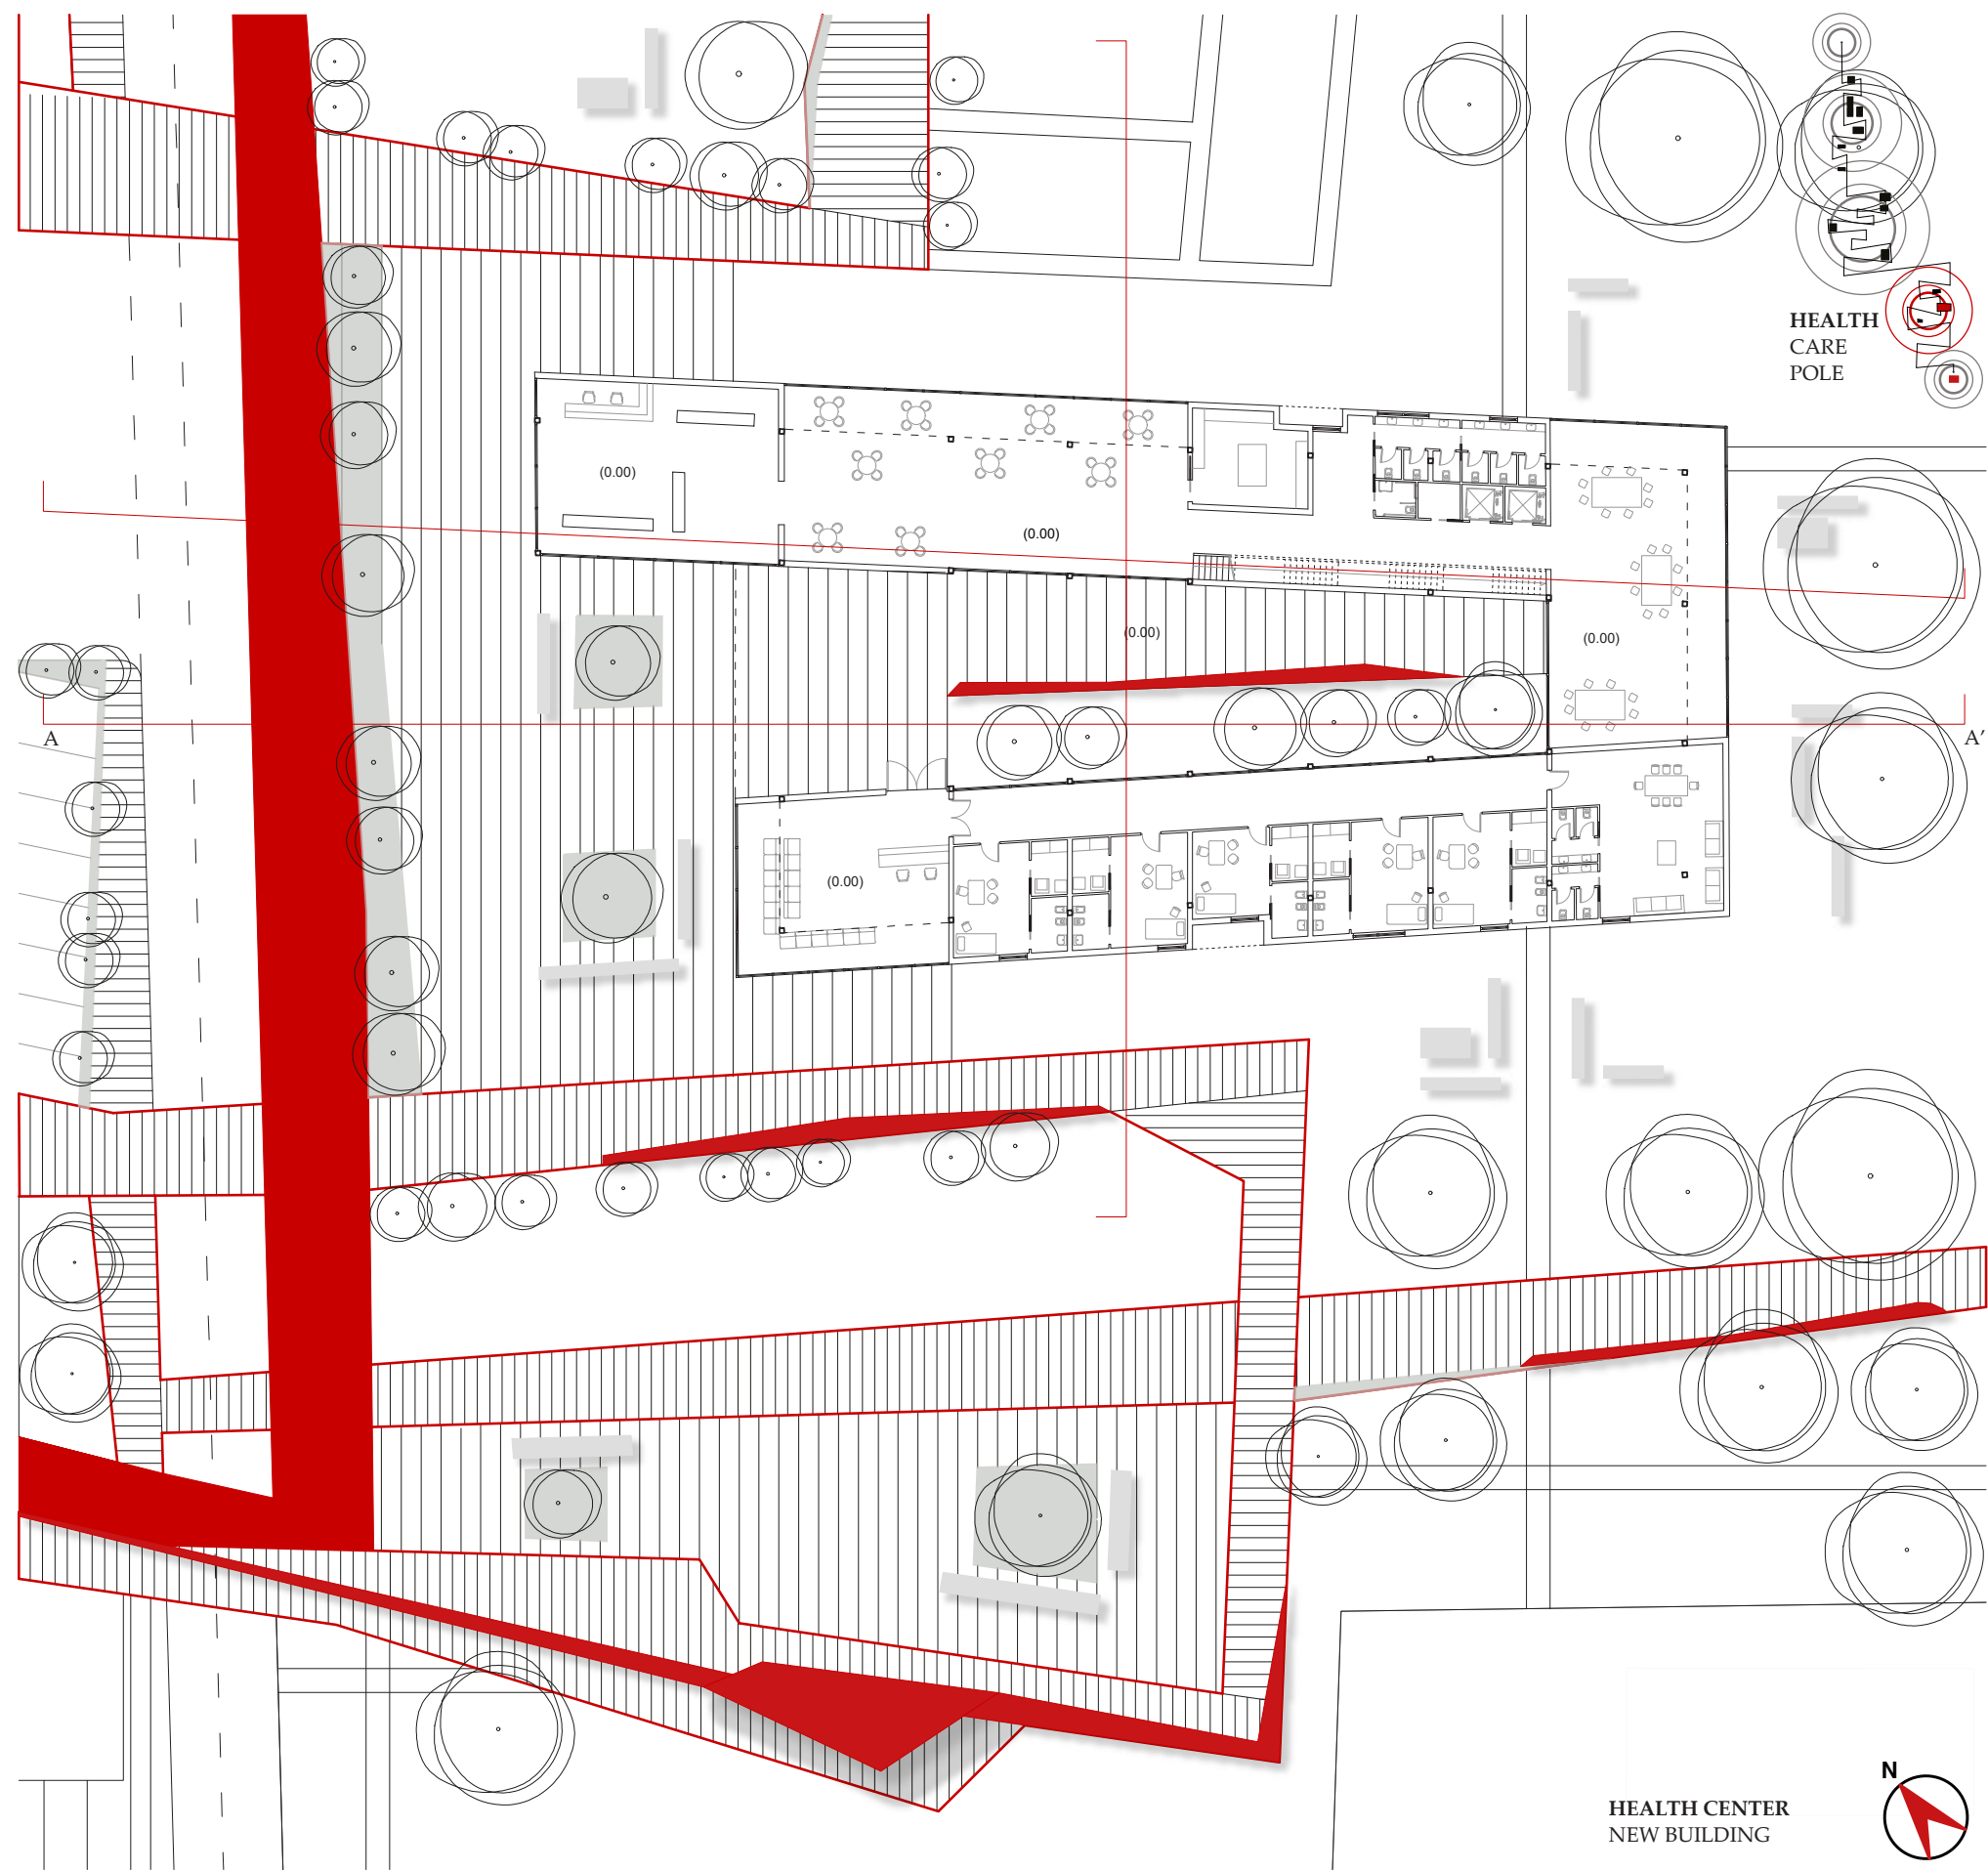 HEALTH
CARE
POLE
(0.00)
(0.00)
(0.00)
(0.00)
A
A'
(0.00)
N
HEALTH CENTER
NEW BUILDING